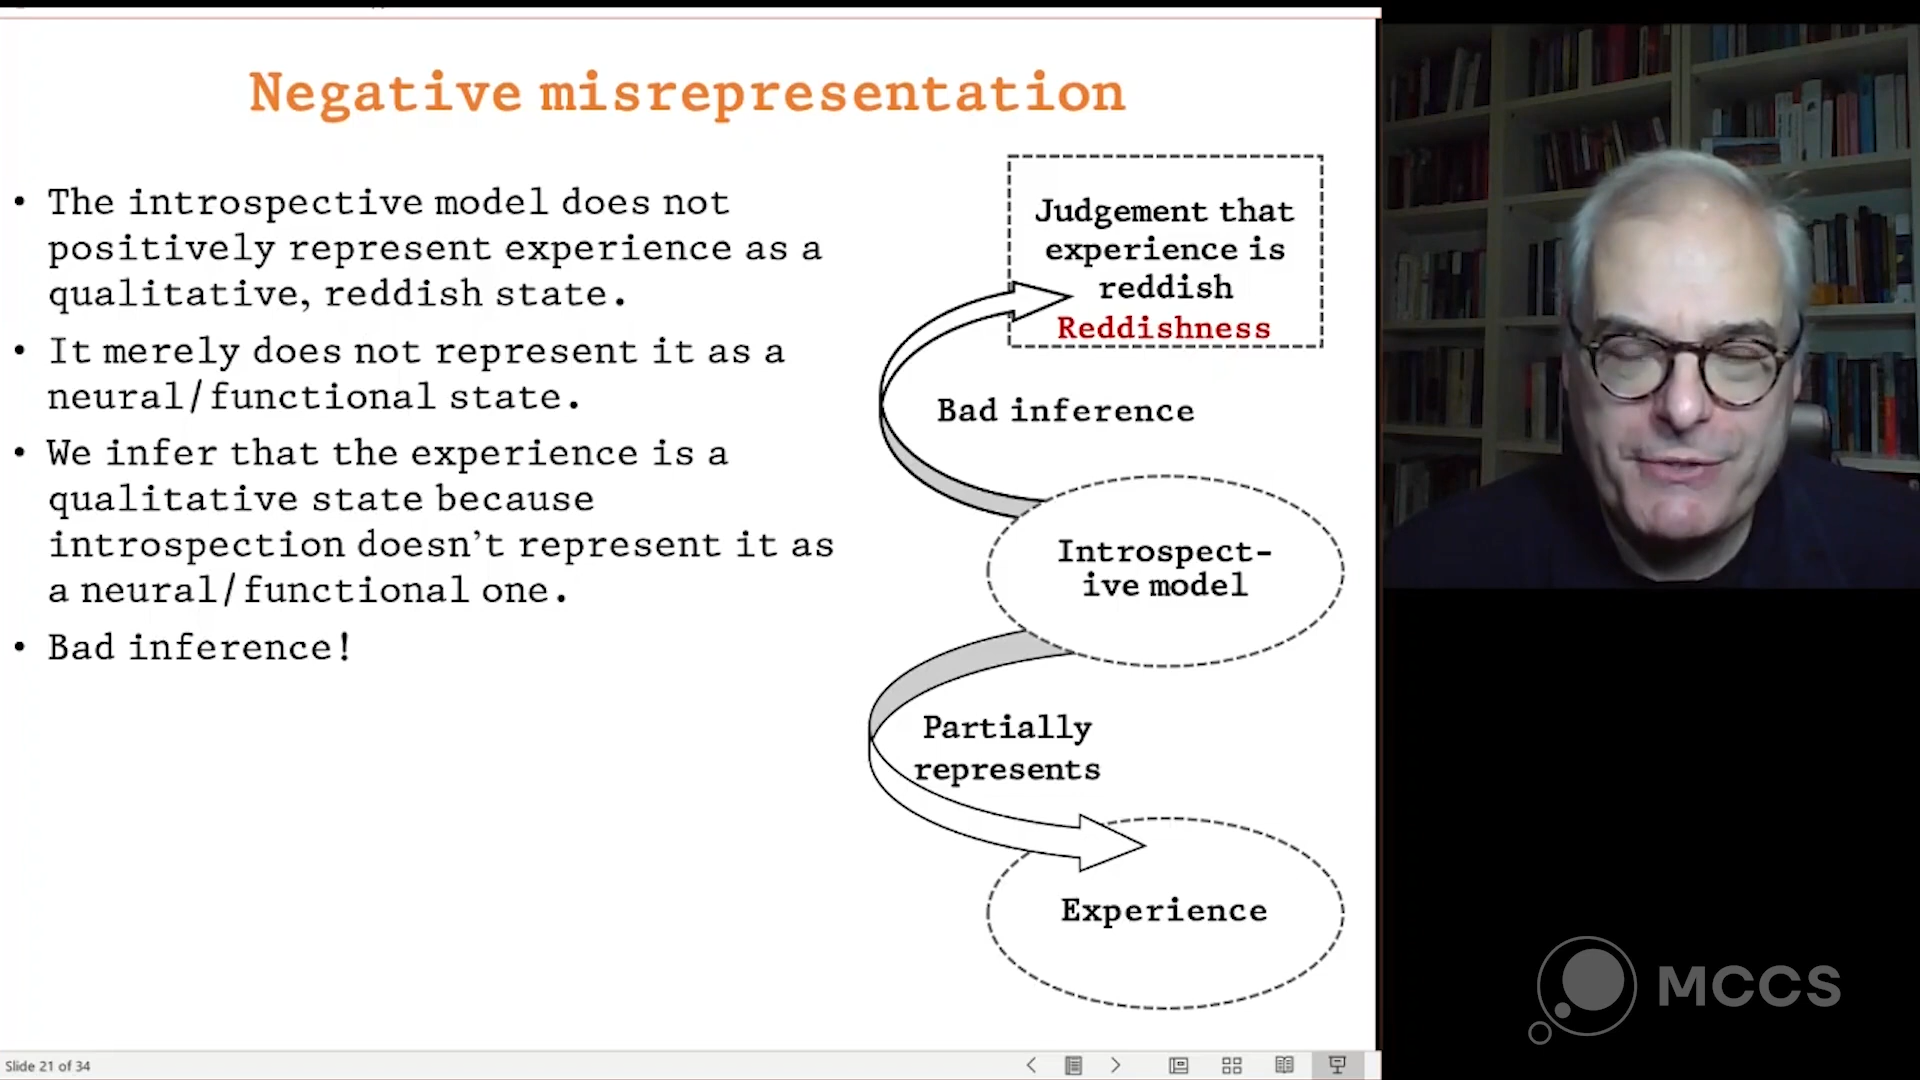 Negative misrepresentation
• The introspective model does not
positively represent experience as a
qualitative, reddish state.
• It merely does not represent it as a
neural/functional state.
• We infer that the experience is a
qualitative state because
introspection doesn't represent it as
a neural/functional one.
• Bad inference!
Judgement that
experience is
reddish
Reddishness
Bad inference
Introspect-
ive model
Partially
represents
Experience
MCCS
Slide 21 of 34